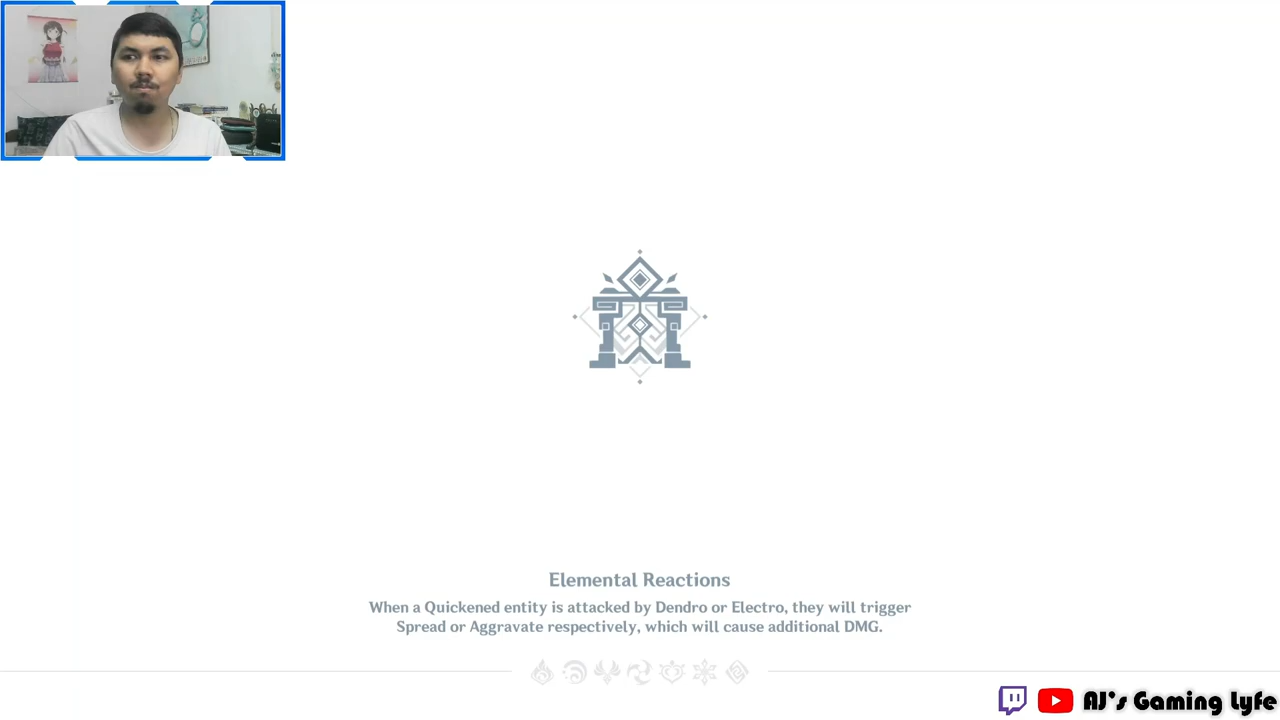 Elemental Reactions
When a Quickened entity is attacked by Dendro or Electro, they will trigger
Spread or Aggravate respectively, which will cause additional DMG.
AJ's Gaming Lyfe